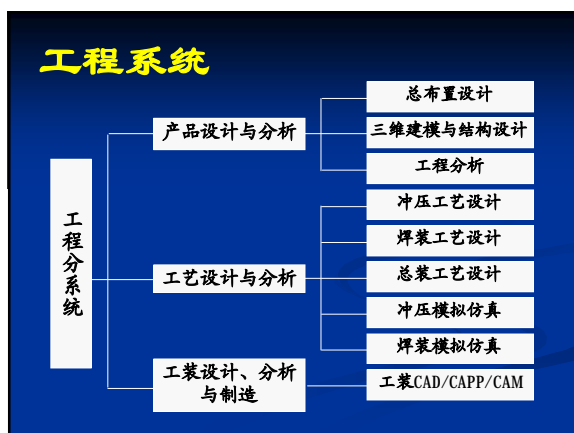 工程系统
工程分系统
产品设计与分析
总布置设计
三维建模与结构设计
工程分析
工艺设计与分析
冲压工艺设计
焊装工艺设计
总装工艺设计
冲压模拟仿真
焊装模拟仿真
工装设计、分析
与制造
工装CAD/CAPP/CAM